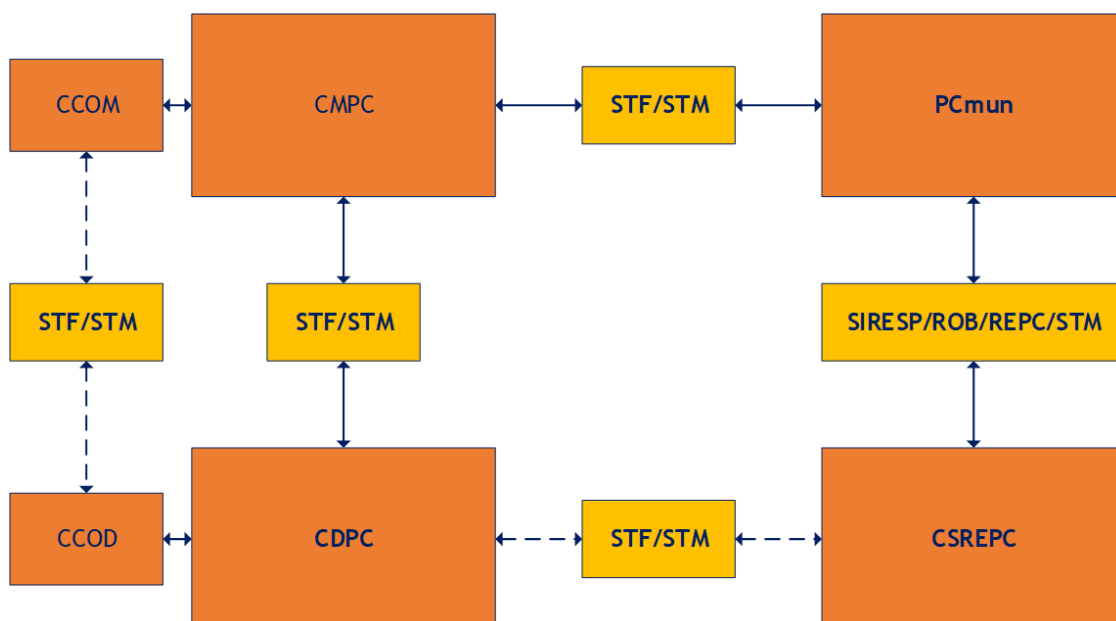 CCOM
CMPC
STF/STM
PCmun
STF/STM
STF/STM
SIRESP/ROB/REPC/STM
CCOD
CDPC
STF/STM
CSREPC